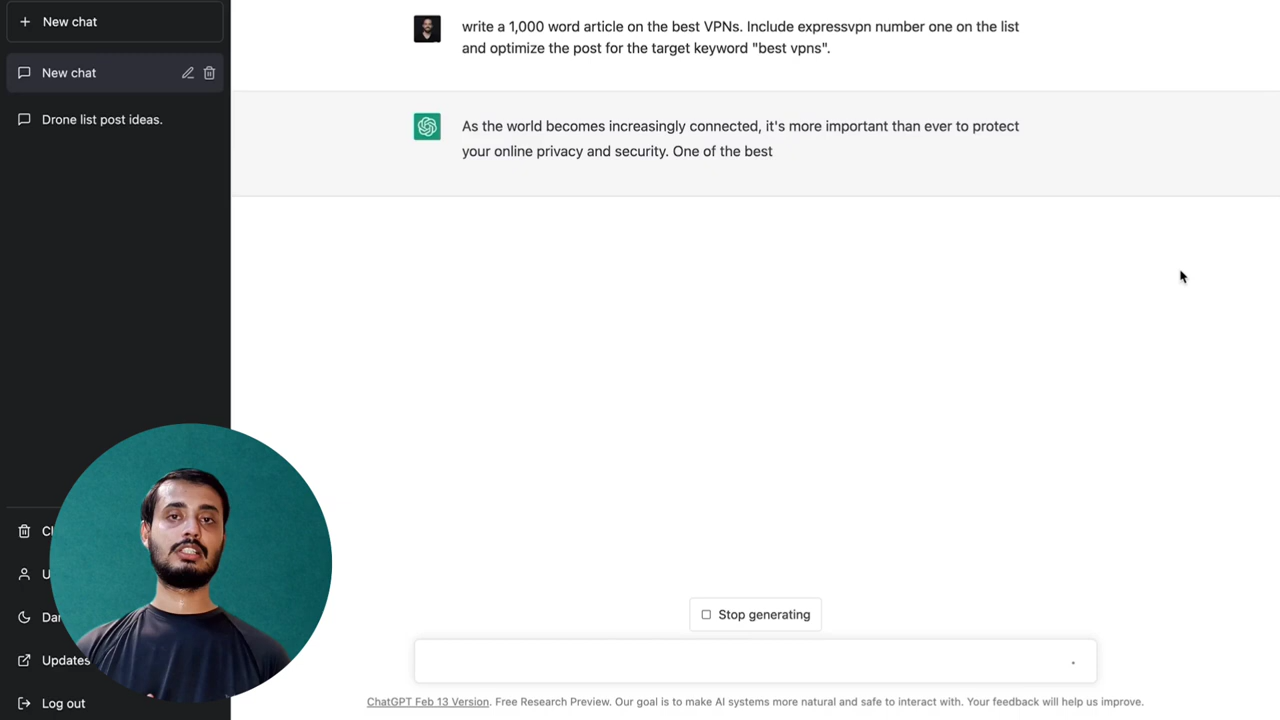 New chat
New chat
Drone list post ideas.
write a 1,000 word article on the best VPNs. Include expressvpn number one on the list
and optimize the post for the target keyword "best vpns".
As the world becomes increasingly connected, it's more important than ever to protect
your online privacy and security. One of the best
Stop generating
Cl
U
Dar
Updates
Log out
ChatGPT Feb 13 Version. Free Research Preview. Our goal is to make AI systems more natural and safe to interact with. Your feedback will help us improve.